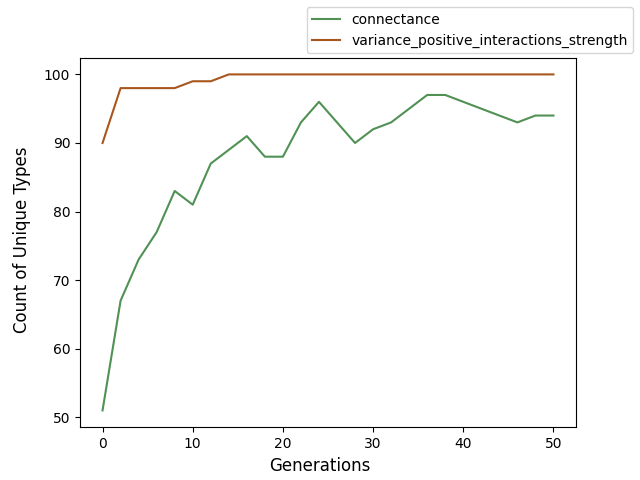 connectance
variance_positive_interactions_strength
100
90
80
70
60
50
Count of Unique Types
0 10 20 30 40 50
Generations